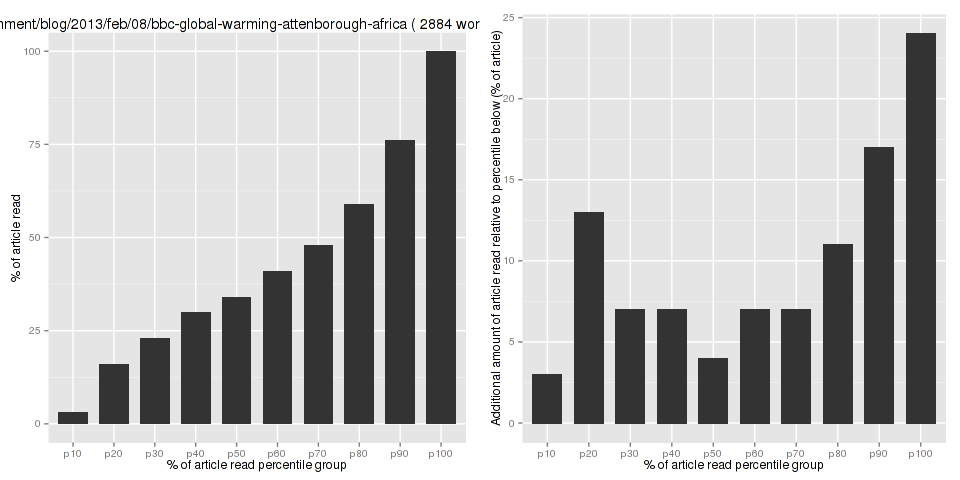 nment/blog/2013/feb/08/bbc-global-warming-attenborough-africa ( 2884 wor
% of article read
100
75
50
25
0
p10 p20 p30 p40 p50 p60 p70 p80 p90 p100
% of article read percentile group
Additional amount of article read relative to percentile below (% of article)
25
20
15
10
5
0
p10 p20 p30 p40 p50 p60 p70 p80 p90 p100
% of article read percentile group